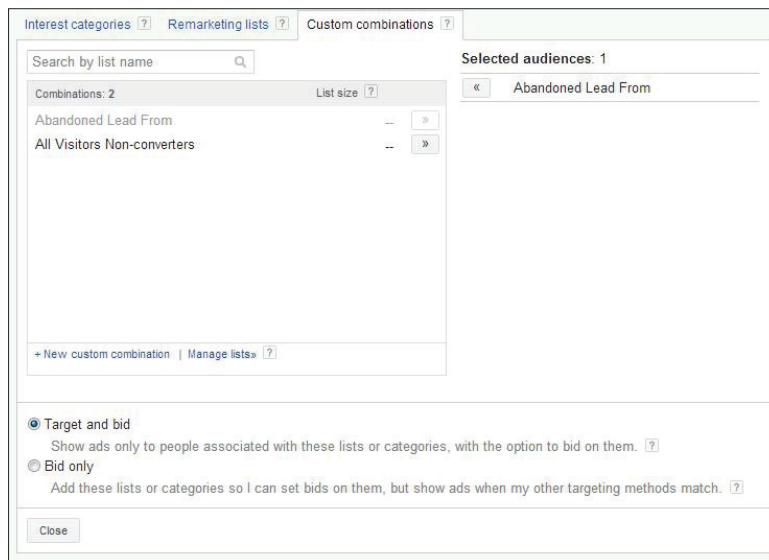 Interest categories ? Remarketing lists ? Custom combinations ?
Search by list name
Selected audiences: 1
« Abandoned Lead From
Combinations: 2 List size ?
Abandoned Lead From -- »
All Visitors Non-converters -- »
+ New custom combination | Manage lists» ?
Target and bid
Show ads only to people associated with these lists or categories, with the option to bid on them. ?
Bid only
Add these lists or categories so I can set bids on them, but show ads when my other targeting methods match. ?
Close